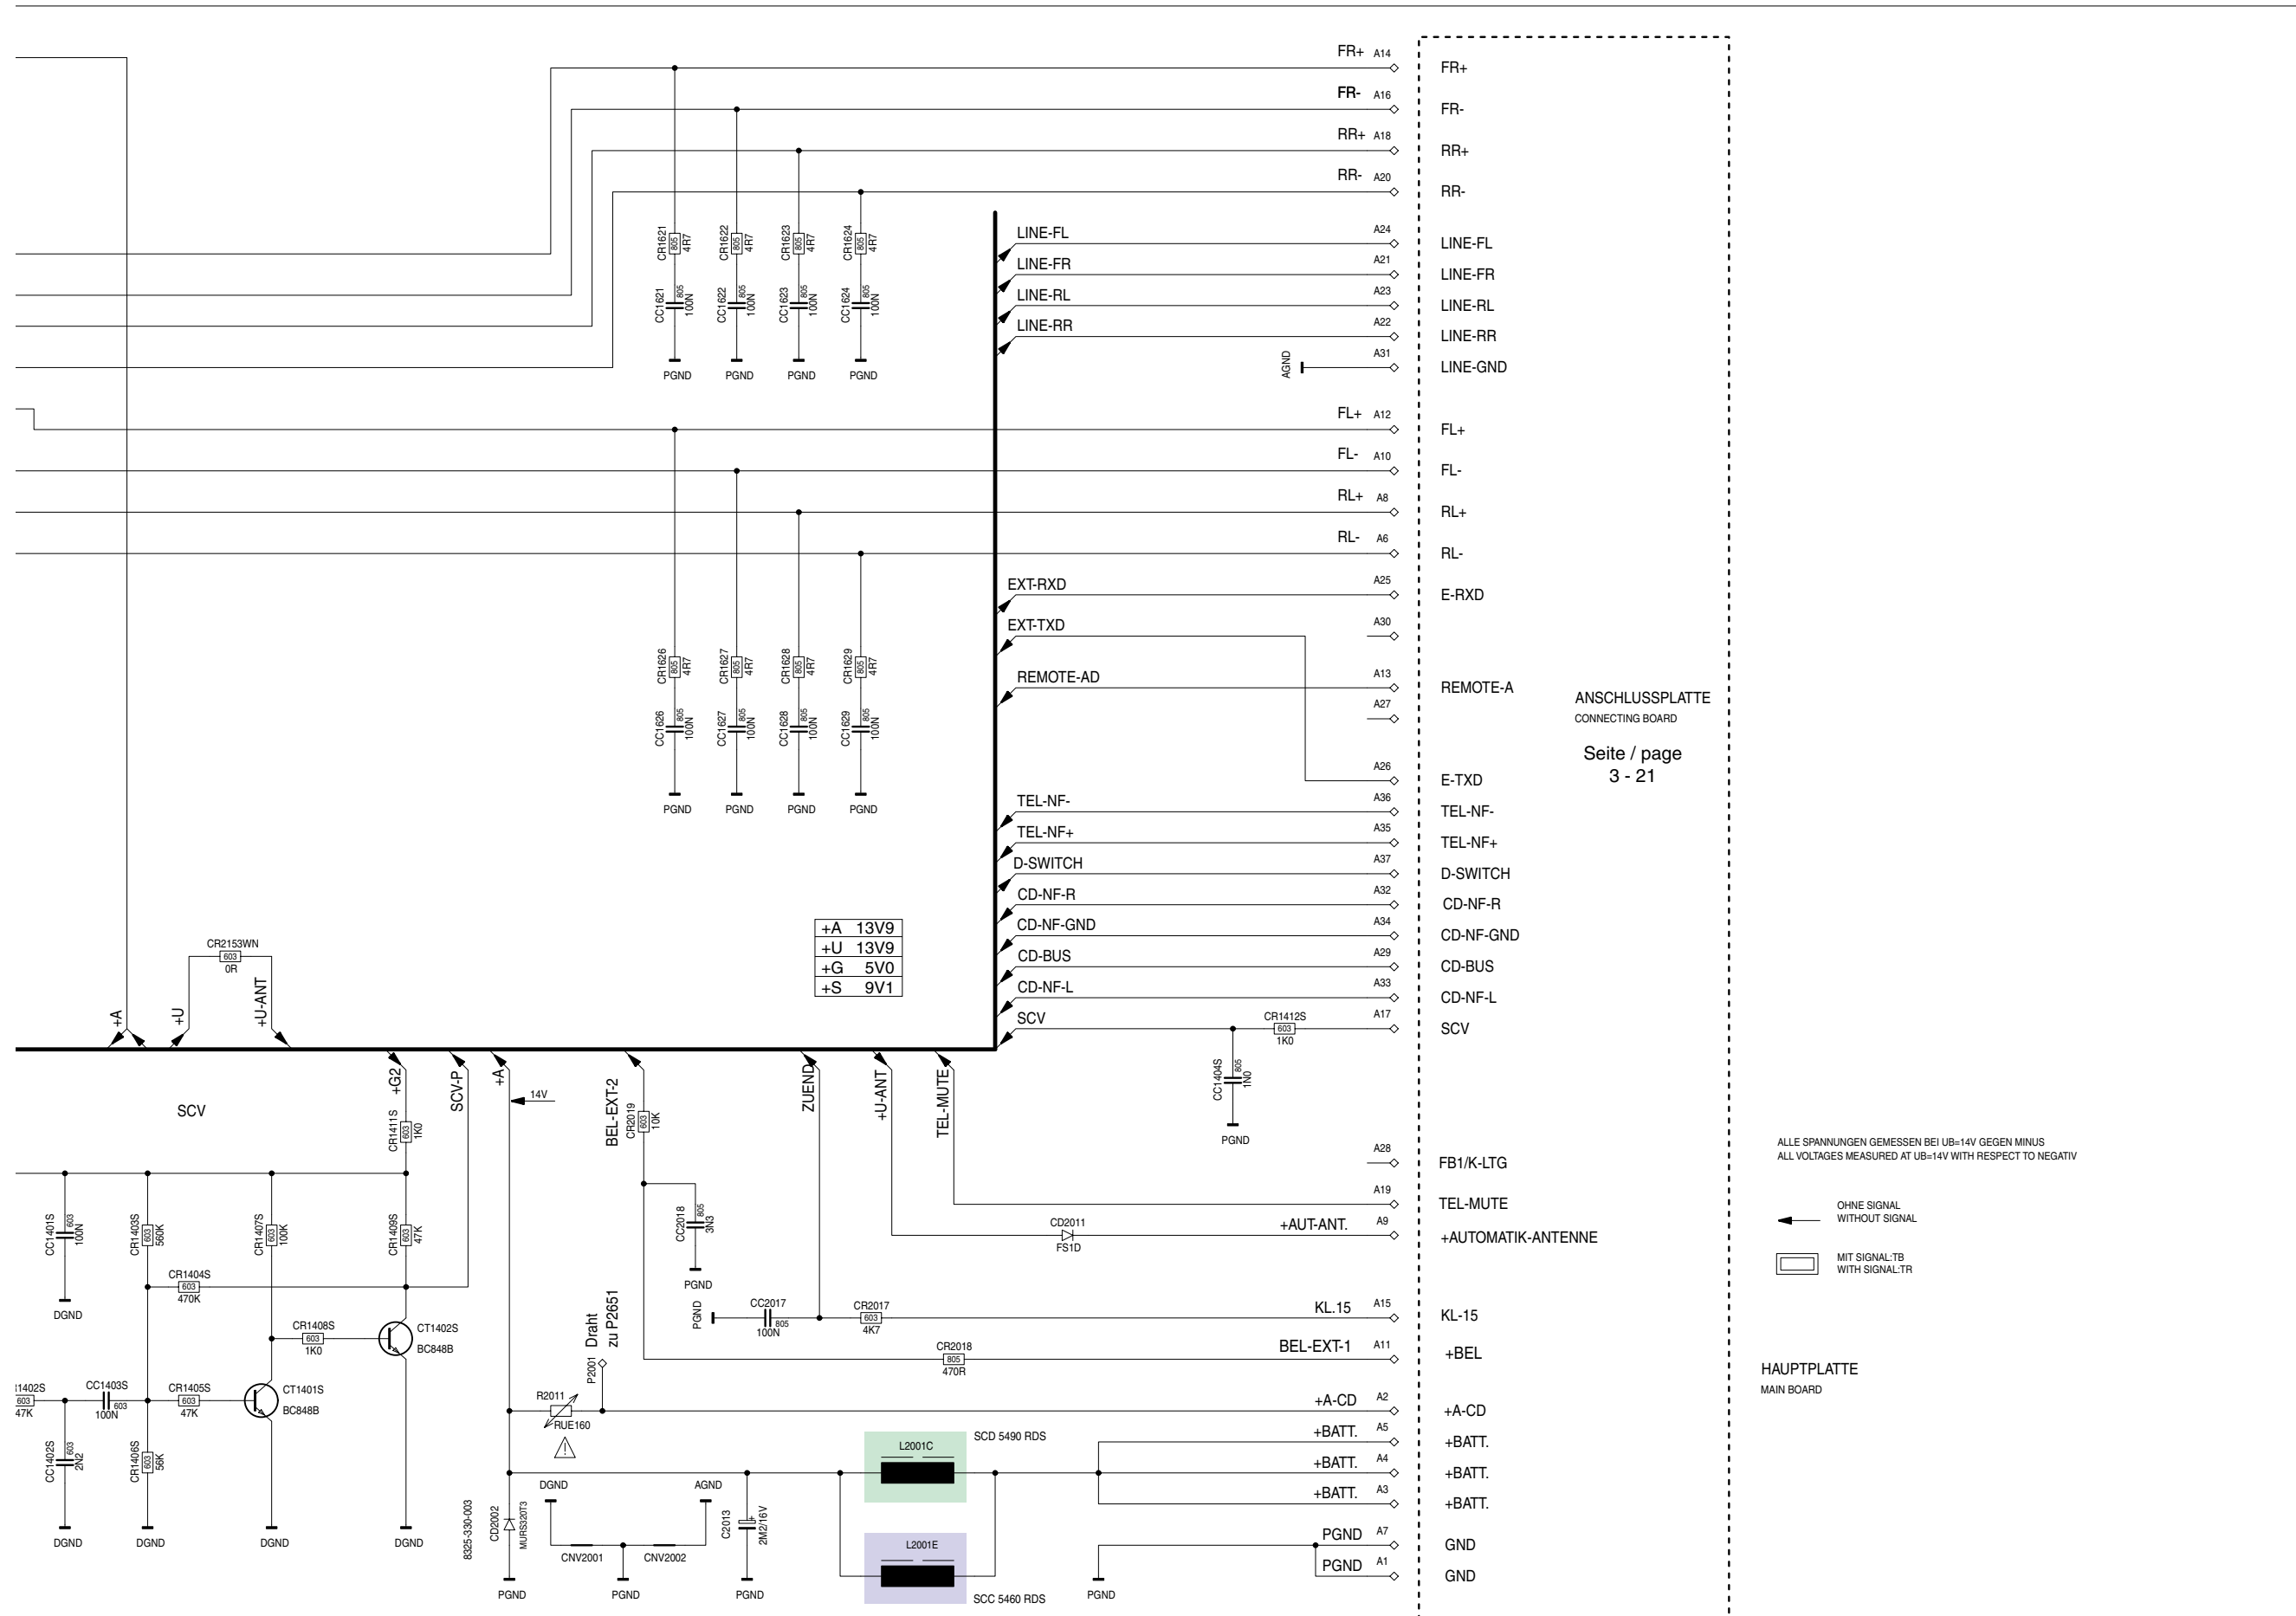 FR+ A14 FR+
FR- A16 FR-
RR+ A18 RR+
RR- A20 RR-
CR1621 805 4R7
CR1622 805 4R7
CR1623 805 4R7
CR1624 805 4R7
CC1621 805 100N
CC1622 805 100N
CC1623 805 100N
CC1624 805 100N
PGND PGND PGND PGND
LINE-FL A24 LINE-FL
LINE-FR A21 LINE-FR
LINE-RL A23 LINE-RL
LINE-RR A22 LINE-RR
AGND A31 LINE-GND
FL+ A12 FL+
FL- A10 FL-
RL+ A8 RL+
RL- A6 RL-
EXT-RXD A25 E-RXD
EXT-TXD A30
CR1626 805 4R7
CR1627 805 4R7
CR1628 805 4R7
CR1629 805 4R7
CC1626 805 100N
CC1627 805 100N
CC1628 805 100N
CC1629 805 100N
PGND PGND PGND PGND
REMOTE-AD A13 REMOTE-A
A27
ANSCHLUSSPLATTE
CONNECTING BOARD
Seite / page
3 - 21
A26 E-TXD
TEL-NF- A36 TEL-NF-
TEL-NF+ A35 TEL-NF+
D-SWITCH A37 D-SWITCH
CD-NF-R A32 CD-NF-R
CD-NF-GND A34 CD-NF-GND
CD-BUS A29 CD-BUS
CD-NF-L A33 CD-NF-L
SCV CR1412S 603 1K0 A17 SCV
CC1404S 805 1N0
PGND
+A 13V9
+U 13V9
+G 5V0
+S 9V1
CR2153WN
603
0R
+A +U +U-ANT
+G2 SCV-P +A BEL-EXT-2 ZUEND +U-ANT TEL-MUTE
14V
SCV
CR1411S 603 1K0
CR2019 603 10K
A28 FB1/K-LTG
A19 TEL-MUTE
CD2011
FS1D
+AUT-ANT. A9 +AUTOMATIK-ANTENNE
ALLE SPANNUNGEN GEMESSEN BEI UB=14V GEGEN MINUS
ALL VOLTAGES MEASURED AT UB=14V WITH RESPECT TO NEGATIV
OHNE SIGNAL
WITHOUT SIGNAL
MIT SIGNAL:TB
WITH SIGNAL:TR
CC1401S 603 100N
CR1403S 603 560K
CR1407S 603 100K
CR1409S 603 47K
CC2018 805 3N3
PGND
CR1404S
603
470K
DGND
CR1408S
603
1K0
CT1402S
BC848B
PGND
CC2017
805
100N
CR2017
603
4K7
KL.15 A15 KL-15
Draht
zu P2651
P2001
CR2018
805
470R
BEL-EXT-1 A11 +BEL
HAUPTPLATTE
MAIN BOARD
1402S
603
47K
CC1403S
603
100N
CR1405S
603
47K
CT1401S
BC848B
R2011
RUE160
+A-CD A2 +A-CD
+BATT. A5 +BATT.
+BATT. A4 +BATT.
+BATT. A3 +BATT.
CC1402S 603 2N2
CR1406S 603 56K
DGND DGND DGND DGND
8325-330-003
CD2002
MURS320T3
PGND
DGND AGND
CNV2001 CNV2002
PGND
C2013 + 2M2/16V
PGND
L2001C
SCD 5490 RDS
L2001E
SCC 5460 RDS
PGND
PGND A7 GND
PGND A1 GND